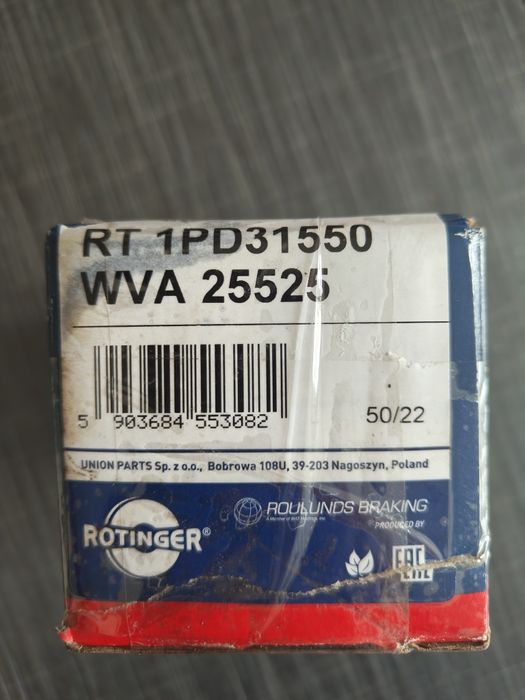 RT 1PD31550
WVA 25525
5 903684 553082
50/22
UNION PARTS Sp. z o.o., Bobrowa 108U, 39-203 Nagoszyn, Poland
ROULUNDS BRAKING
PRODUCED BY
ROTINGER®
EAC